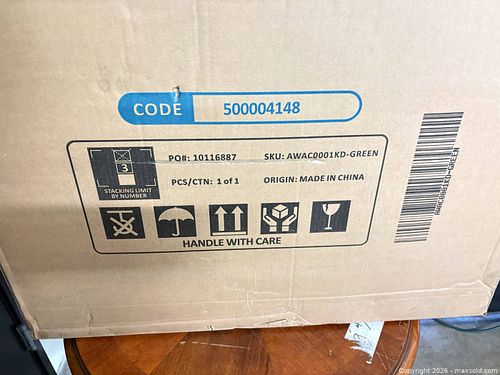 CODE 500004148
3
STACKING LIMIT
BY NUMBER
PO#: 10116887 SKU: AWAC0001KD-GREEN
PCS/CTN: 1 of 1 ORIGIN: MADE IN CHINA
HANDLE WITH CARE
AWAC0001KD-GREEN
Copyright 2026 - maxsold.com